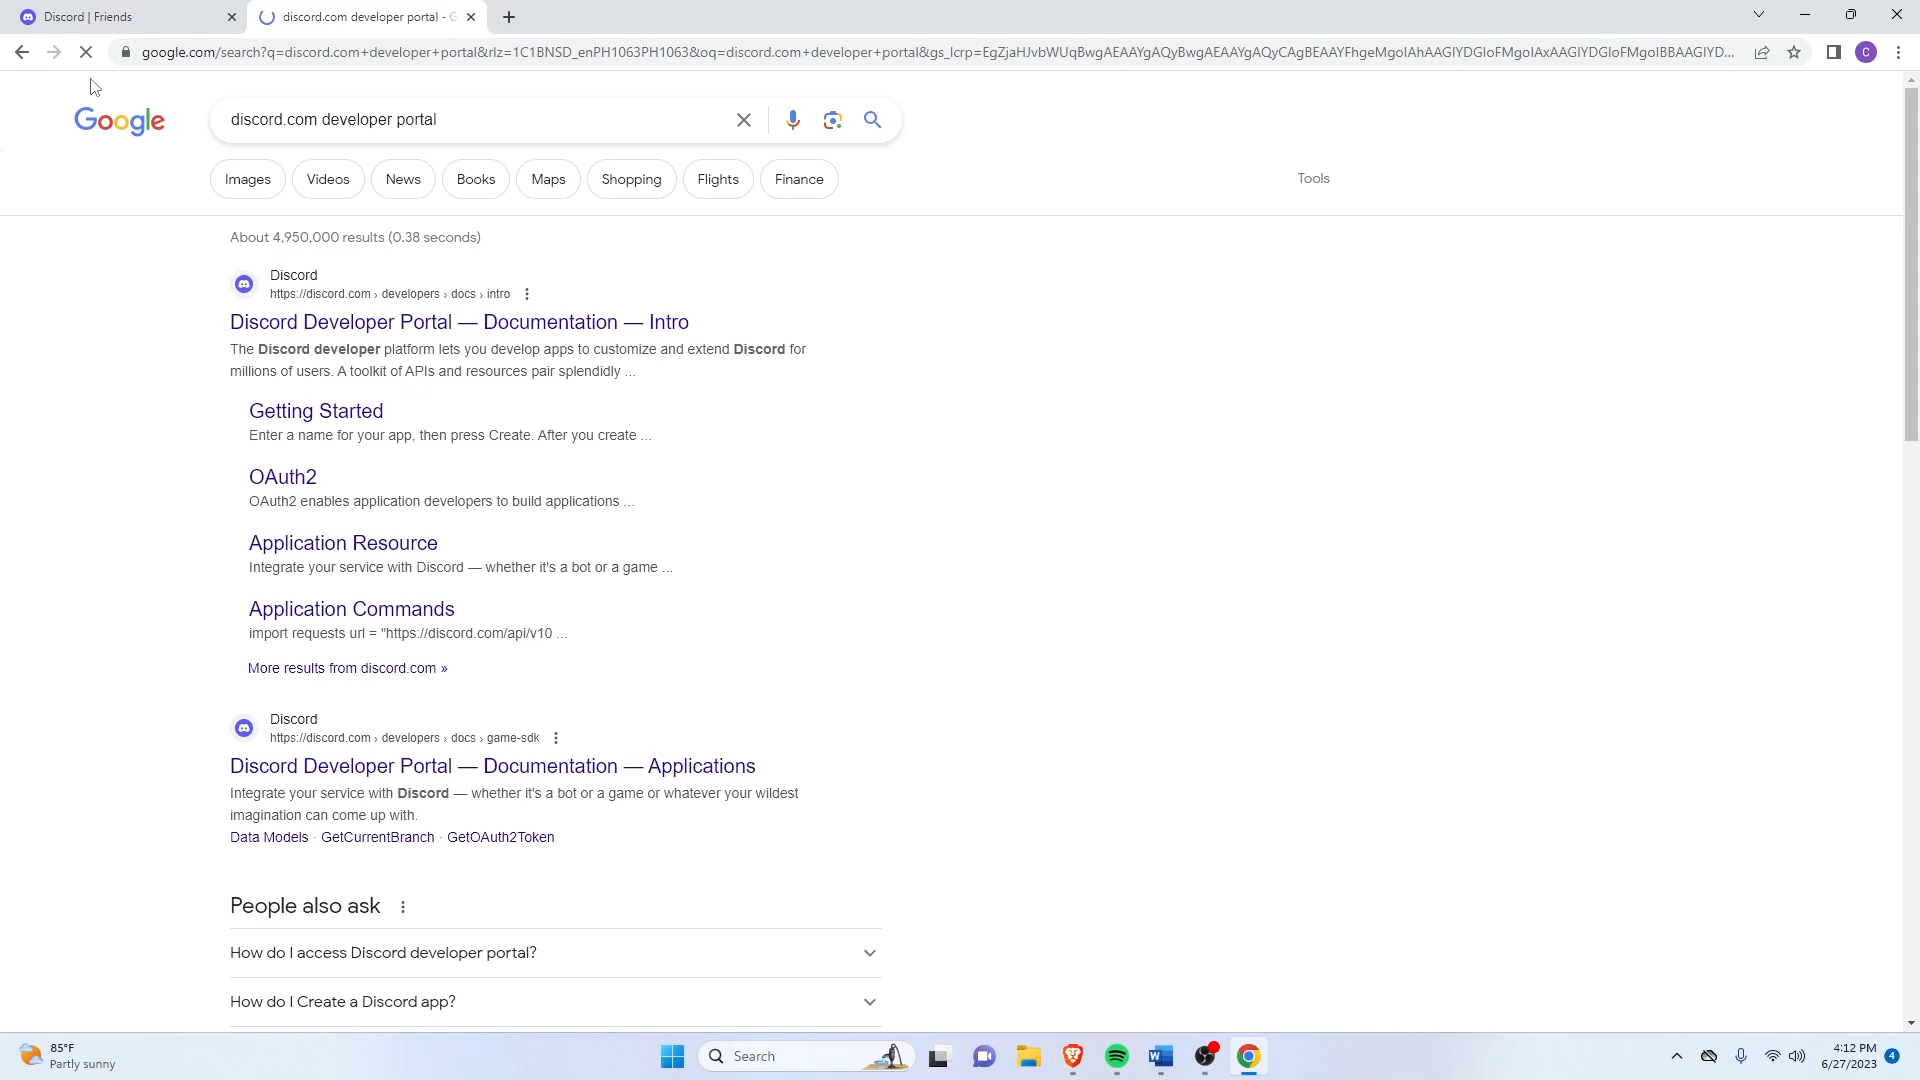 Discord | Friends
discord.com developer portal - G
google.com/search?q=discord.com+developer+portal&rlz=1C1BNSD_enPH1063PH1063&oq=discord.com+developer+portal&gs_lcrp=
Google
discord.com developer portal
Images
Videos
News
Books
Maps
Shopping
Flights
Finance
Tools
About 4,950,000 results (0.38 seconds)
Discord
https://discord.com › developers › docs › intro
Discord Developer Portal — Documentation — Intro
The Discord developer platform lets you develop apps to customize and extend Discord for
millions of users. A toolkit of APIs and resources pair splendidly ...
Getting Started
Enter a name for your app, then press Create. After you create ...
OAuth2
OAuth2 enables application developers to build applications ...
Application Resource
Integrate your service with Discord — whether it's a bot or a game ...
Application Commands
import requests url = "https://discord.com/api/v10 ...
More results from discord.com »
Discord
https://discord.com › developers › docs › game-sdk
Discord Developer Portal — Documentation — Applications
Integrate your service with Discord — whether it's a bot or a game or whatever your wildest
imagination can come up with.
Data Models · GetCurrentBranch · GetOAuth2Token
People also ask
How do I access Discord developer portal?
How do I Create a Discord app?
85°F
Partly sunny
Search
4:12 PM
6/27/2023
4
C
W